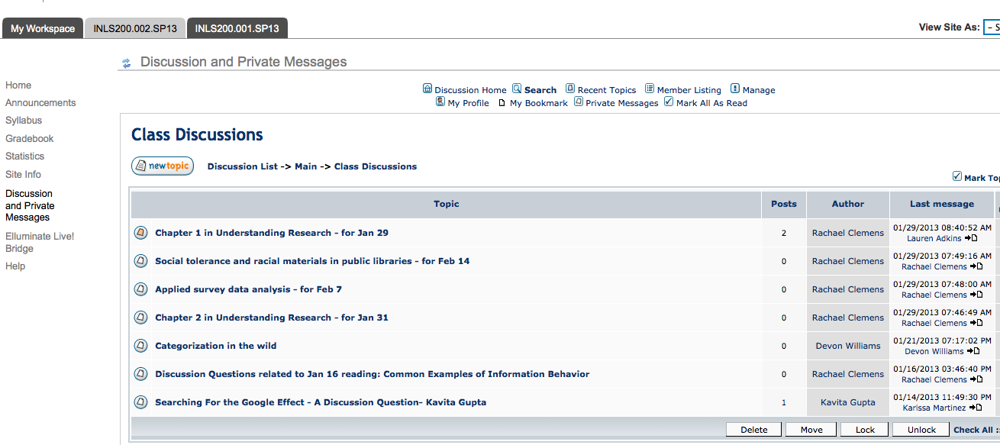 My Workspace INLS200.002.SP13 INLS200.001.SP13 View Site As: – S
Discussion and Private Messages
Home
Announcements
Syllabus
Gradebook
Statistics
Site Info
Discussion
and Private
Messages
Elluminate Live!
Bridge
Help
Discussion Home Search Recent Topics Member Listing Manage
My Profile My Bookmark Private Messages Mark All As Read
Class Discussions
new topic Discussion List -> Main -> Class Discussions
Mark Top
Topic Posts Author Last message
Chapter 1 in Understanding Research - for Jan 29 2 Rachael Clemens 01/29/2013 08:40:52 AM
Lauren Adkins
Social tolerance and racial materials in public libraries - for Feb 14 0 Rachael Clemens 01/29/2013 07:49:16 AM
Rachael Clemens
Applied survey data analysis - for Feb 7 0 Rachael Clemens 01/29/2013 07:48:00 AM
Rachael Clemens
Chapter 2 in Understanding Research - for Jan 31 0 Rachael Clemens 01/29/2013 07:46:49 AM
Rachael Clemens
Categorization in the wild 0 Devon Williams 01/21/2013 07:17:02 PM
Devon Williams
Discussion Questions related to Jan 16 reading: Common Examples of Information Behavior 0 Rachael Clemens 01/16/2013 03:46:40 PM
Rachael Clemens
Searching For the Google Effect - A Discussion Question- Kavita Gupta 1 Kavita Gupta 01/14/2013 11:49:30 PM
Karissa Martinez
Delete Move Lock Unlock Check All ::